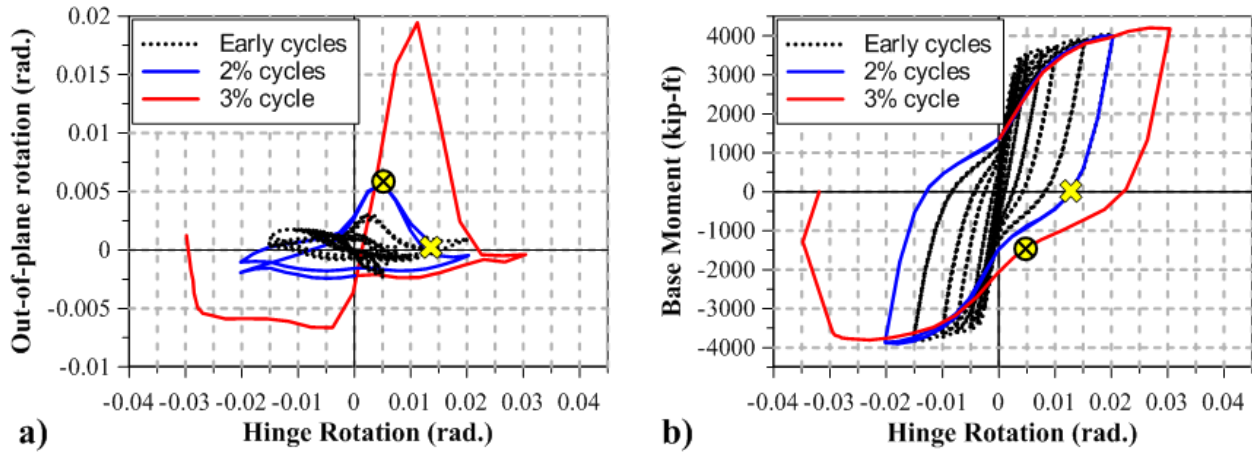 0.02
0.015
0.01
0.005
0
-0.005
-0.01
Out-of-plane rotation (rad.)
Early cycles
2% cycles
3% cycle
-0.04 -0.03 -0.02 -0.01 0 0.01 0.02 0.03 0.04
Hinge Rotation (rad.)
a)
4000
3000
2000
1000
0
-1000
-2000
-3000
-4000
Base Moment (kip-ft)
Early cycles
2% cycles
3% cycle
-0.04 -0.03 -0.02 -0.01 0 0.01 0.02 0.03 0.04
Hinge Rotation (rad.)
b)